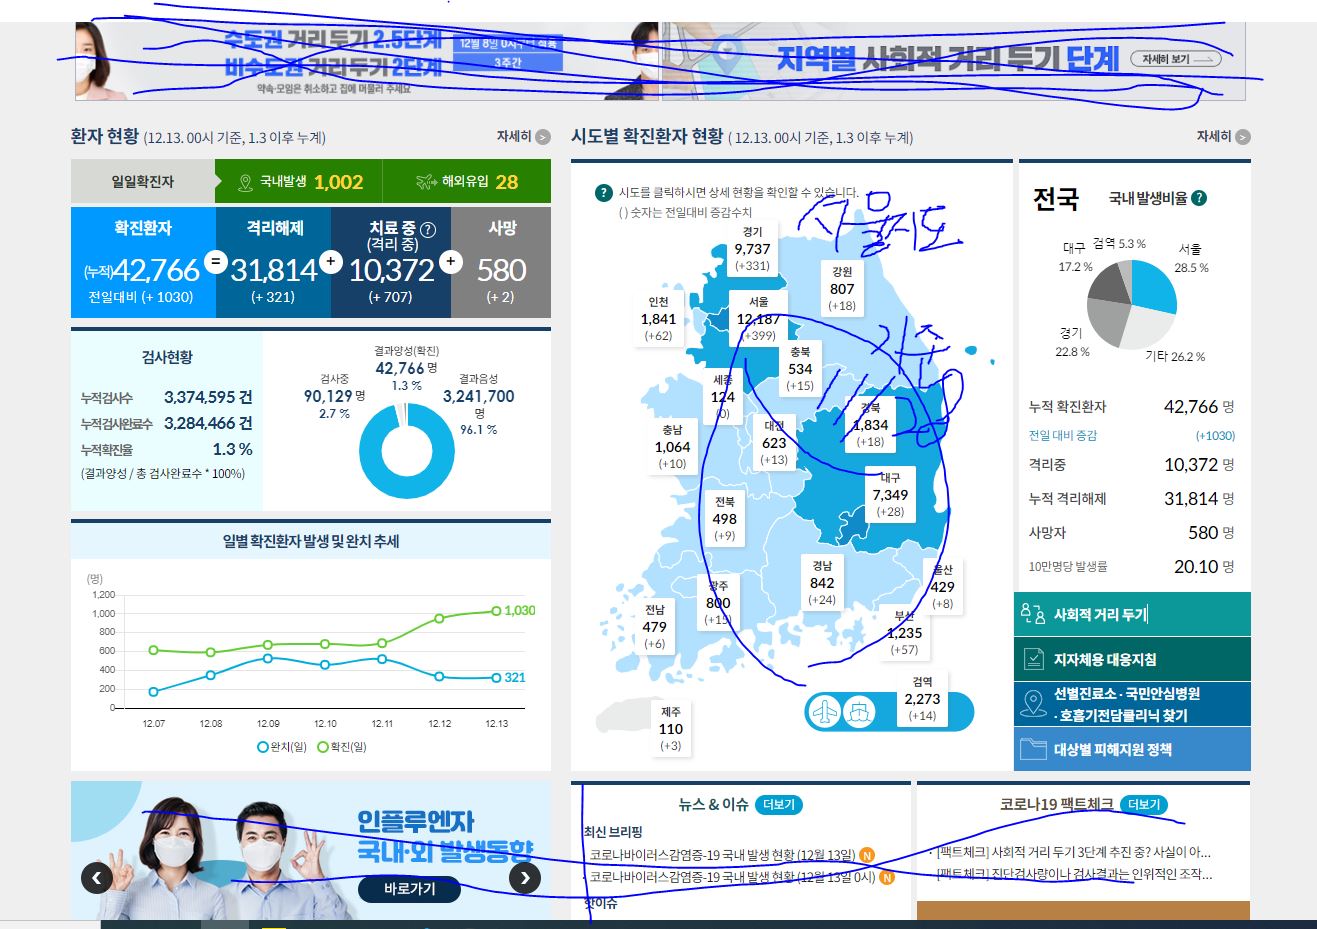 수도권 거리 두기 2.5단계
비수도권 거리 두기 2단계
12월 8일 0시부터 적용
3주간
약속·모임은 취소하고 집에 머물러 주세요
지역별 사회적 거리 두기 단계
자세히 보기
환자 현황 (12.13. 00시 기준, 1.3 이후 누계)
자세히
일일확진자
국내발생 1,002
해외유입 28
확진환자
(누적)42,766
전일대비 (+ 1030)
=
격리해제
31,814
(+ 321)
+
치료 중 ?
(격리 중)
10,372
(+ 707)
+
사망
580
(+ 2)
검사현황
누적검사수 3,374,595 건
누적검사완료수 3,284,466 건
누적확진율 1.3 %
(결과양성 / 총 검사완료수 * 100%)
결과양성(확진)
42,766 명
1.3 %
검사중
90,129 명
2.7 %
결과음성
3,241,700
명
96.1 %
일별 확진환자 발생 및 완치 추세
(명)
1,200
1,000
800
600
400
200
0
1,030
321
12.07 12.08 12.09 12.10 12.11 12.12 12.13
완치(일) 확진(일)
시도별 확진환자 현황 ( 12.13. 00시 기준, 1.3 이후 누계)
자세히
? 시도를 클릭하시면 상세 현황을 확인할 수 있습니다.
( ) 숫자는 전일대비 증감수치
경기
9,737
(+331)
강원
807
(+18)
인천
1,841
(+62)
서울
12,187
(+399)
충북
534
(+15)
세종
124
(0)
경북
1,834
(+18)
충남
1,064
(+10)
대전
623
(+13)
대구
7,349
(+28)
전북
498
(+9)
경남
842
(+24)
울산
429
(+8)
광주
800
(+15)
전남
479
(+6)
부산
1,235
(+57)
검역
2,273
(+14)
제주
110
(+3)
전국
국내 발생비율 ?
대구
17.2 %
검역 5.3 %
서울
28.5 %
경기
22.8 %
기타 26.2 %
누적 확진환자 42,766 명
전일 대비 증감 (+1030)
격리중 10,372 명
누적 격리해제 31,814 명
사망자 580 명
10만명당 발생률 20.10 명
사회적 거리 두기
지자체용 대응지침
선별진료소 · 국민안심병원
· 호흡기전담클리닉 찾기
대상별 피해지원 정책
인플루엔자
국내·외 발생동향
바로가기
뉴스 & 이슈 더보기
최신 브리핑
코로나바이러스감염증-19 국내 발생 현황 (12월 13일) N
· 코로나바이러스감염증-19 국내 발생 현황 (12월 13일 0시) N
핫이슈
코로나19 팩트체크 더보기
· [팩트체크] 사회적 거리 두기 3단계 추진 중? 사실이 아...
· [팩트체크] 진단검사량이나 검사결과는 인위적인 조작...